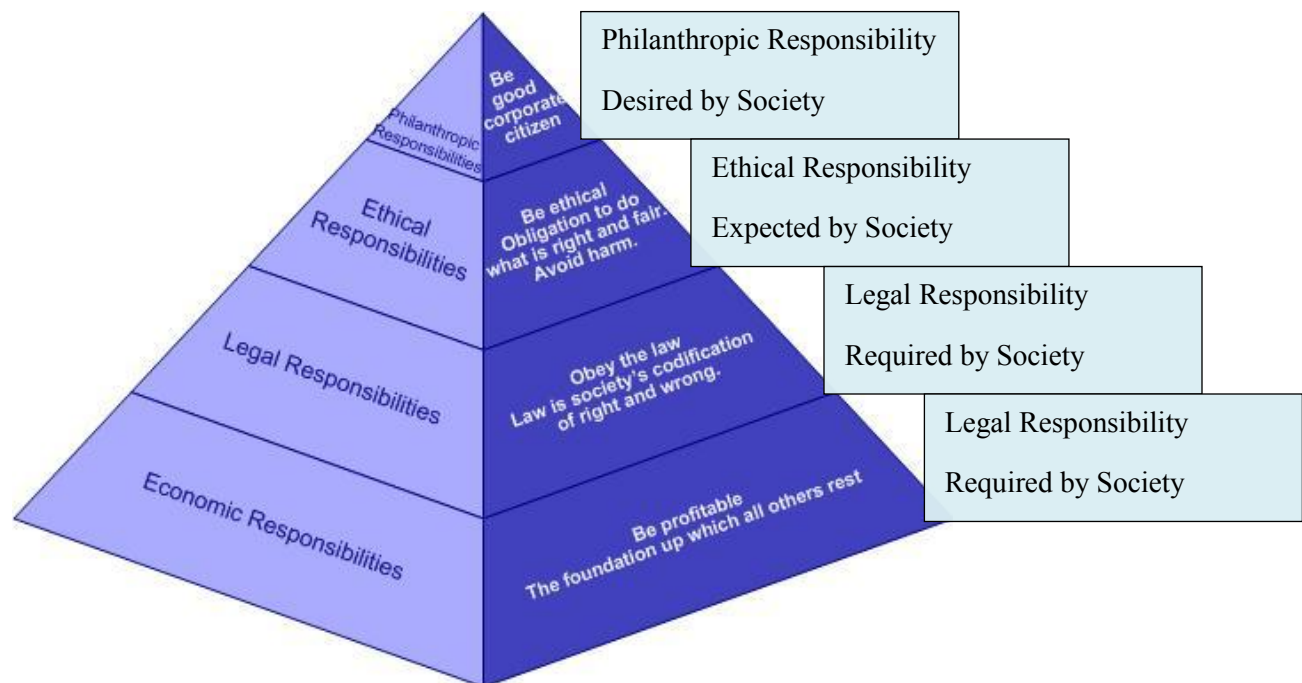 Philanthropic
Responsibilities
Be
good
corporate
citizen
Philanthropic Responsibility
Desired by Society
Ethical
Responsibilities
Be ethical
Obligation to do
what is right and fair.
Avoid harm.
Ethical Responsibility
Expected by Society
Legal Responsibilities
Obey the law
Law is society's codification
of right and wrong.
Legal Responsibility
Required by Society
Economic Responsibilities
Be profitable
The foundation up which all others rest
Legal Responsibility
Required by Society